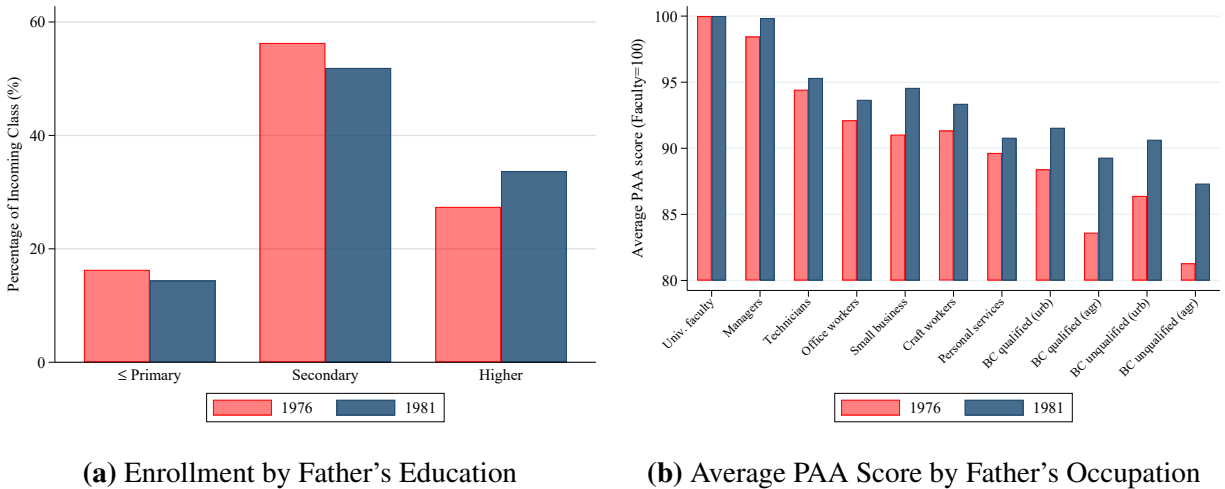 Percentage of Incoming Class (%)
60
40
20
0
≤ Primary
Secondary
Higher
1976
1981
(a) Enrollment by Father's Education
Average PAA score (Faculty=100)
100
95
90
85
80
Univ. faculty
Managers
Technicians
Office workers
Small business
Craft workers
Personal services
BC qualified (urb)
BC qualified (agr)
BC unqualified (urb)
BC unqualified (agr)
1976
1981
(b) Average PAA Score by Father's Occupation